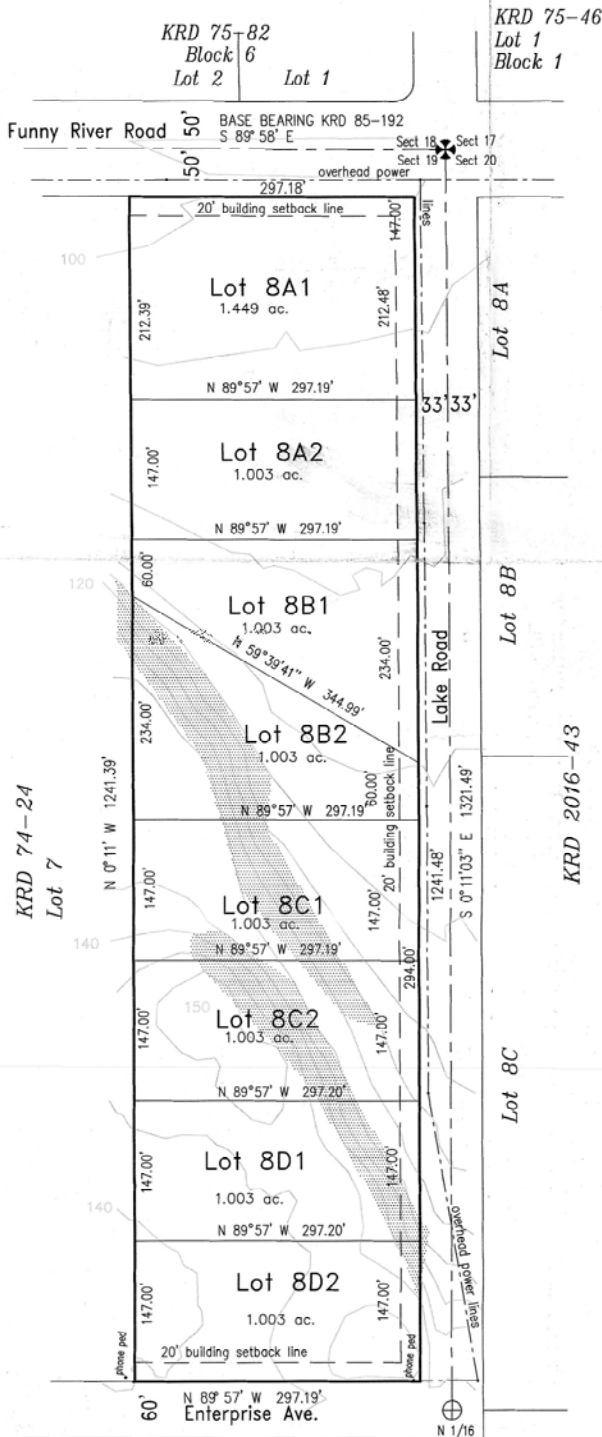 KRD 75-82
Block 6
Lot 2 Lot 1
KRD 75-46
Lot 1
Block 1
Funny River Road
50'
50'
BASE BEARING KRD 85-192
S 89° 58' E
Sect 18
Sect 17
Sect 19
Sect 20
overhead power
lines
297.18'
20' building setback line
147.00'
100
Lot 8A1
1.449 ac.
212.39'
212.48'
Lot 8A
N 89°57' W 297.19'
33' 33'
Lot 8A2
1.003 ac.
147.00'
N 89°57' W 297.19'
60.00'
120
Lot 8B1
1.003 ac.
N 59°39'41" W 344.99'
234.00'
Lot 8B
Lake Road
234.00'
Lot 8B2
1.003 ac.
60.00'
N 89°57' W 297.19'
20' building setback line
N 0°11' W 1241.39'
1241.48'
S 0°11'03" E 1321.49'
KRD 74-24
Lot 7
KRD 2016-43
147.00'
Lot 8C1
1.003 ac.
147.00'
140
N 89°57' W 297.19'
294.00'
150
147.00'
Lot 8C2
1.003 ac.
147.00'
Lot 8C
N 89°57' W 297.20'
147.00'
Lot 8D1
1.003 ac.
147.00'
140
N 89°57' W 297.20'
overhead power lines
147.00'
Lot 8D2
1.003 ac.
147.00'
20' building setback line
phone ped
phone ped
60'
N 89° 57' W 297.19'
Enterprise Ave.
N 1/16